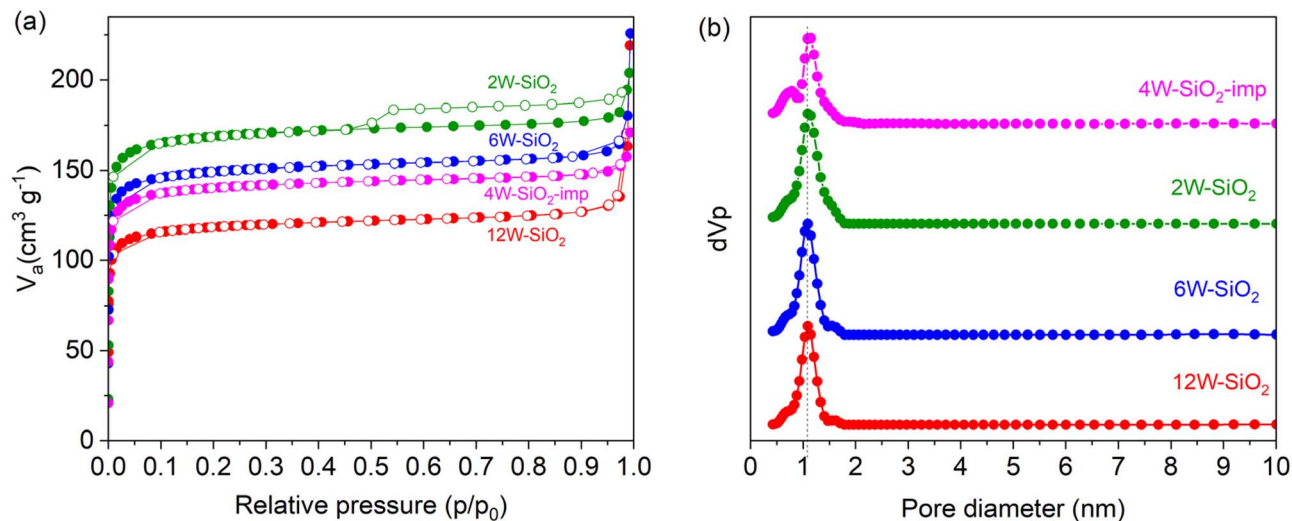 (a)
250
200
150
100
50
0
V_a(cm³ g⁻¹)
2W-SiO₂
6W-SiO₂
4W-SiO₂-imp
12W-SiO₂
0.0 0.1 0.2 0.3 0.4 0.5 0.6 0.7 0.8 0.9 1.0
Relative pressure (p/p₀)
(b)
dVp
4W-SiO₂-imp
2W-SiO₂
6W-SiO₂
12W-SiO₂
0 1 2 3 4 5 6 7 8 9 10
Pore diameter (nm)